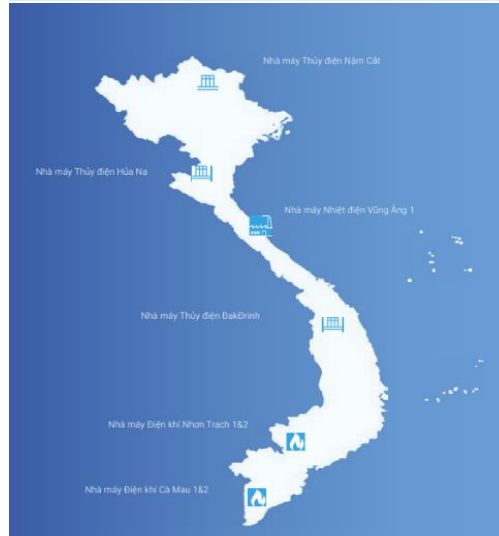 Nhà máy Thủy điện Nậm Cắt
Nhà máy Thủy điện Hủa Na
Nhà máy Nhiệt điện Vũng Áng 1
Nhà máy Thủy điện ĐakĐrinh
Nhà máy Điện khí Nhơn Trạch 1&2
Nhà máy Điện khí Cà Mau 1&2